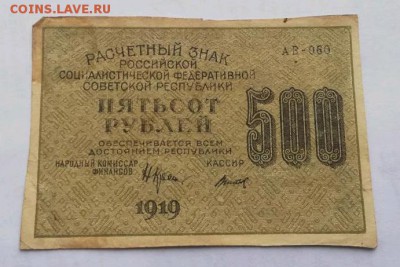 COINS.LAVE.RU
РАСЧЕТНЫЙ ЗНАК
РОССИЙСКОЙ
СОЦИАЛИСТИЧЕСКОЙ ФЕДЕРАТИВНОЙ
СОВЕТСКОЙ РЕСПУБЛИКИ
АВ-060
ПЯТЬСОТ
РУБЛЕЙ
500
ОБЕСПЕЧИВАЕТСЯ ВСЕМ
ДОСТОЯНИЕМ РЕСПУБЛИКИ
НАРОДНЫЙ КОМИССАР
ФИНАНСОВ
КАССИР
1919